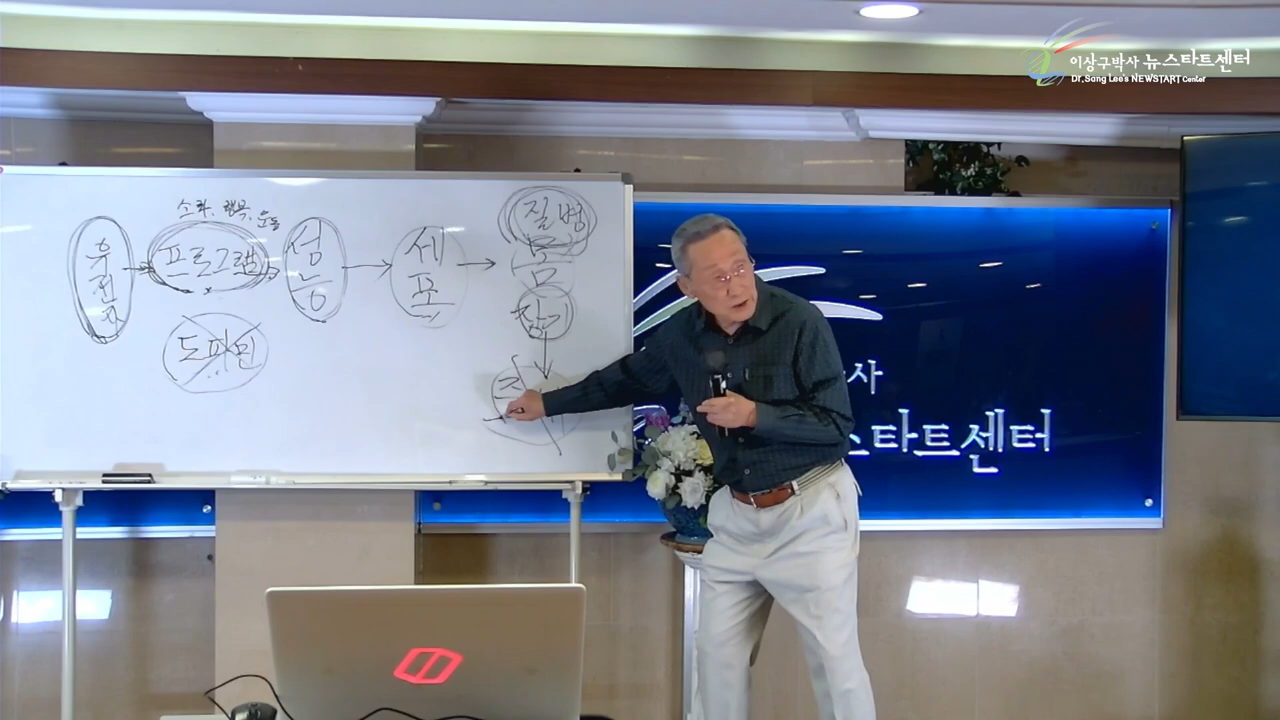 이상구박사 뉴스타트센터
Dr. Sang Lee's NEWSTART Center
소화, 행복, 운동
유전자 → 프로그램 → 성능 → 세포 → 질병
몸
장기
도파민
사
스타트센터